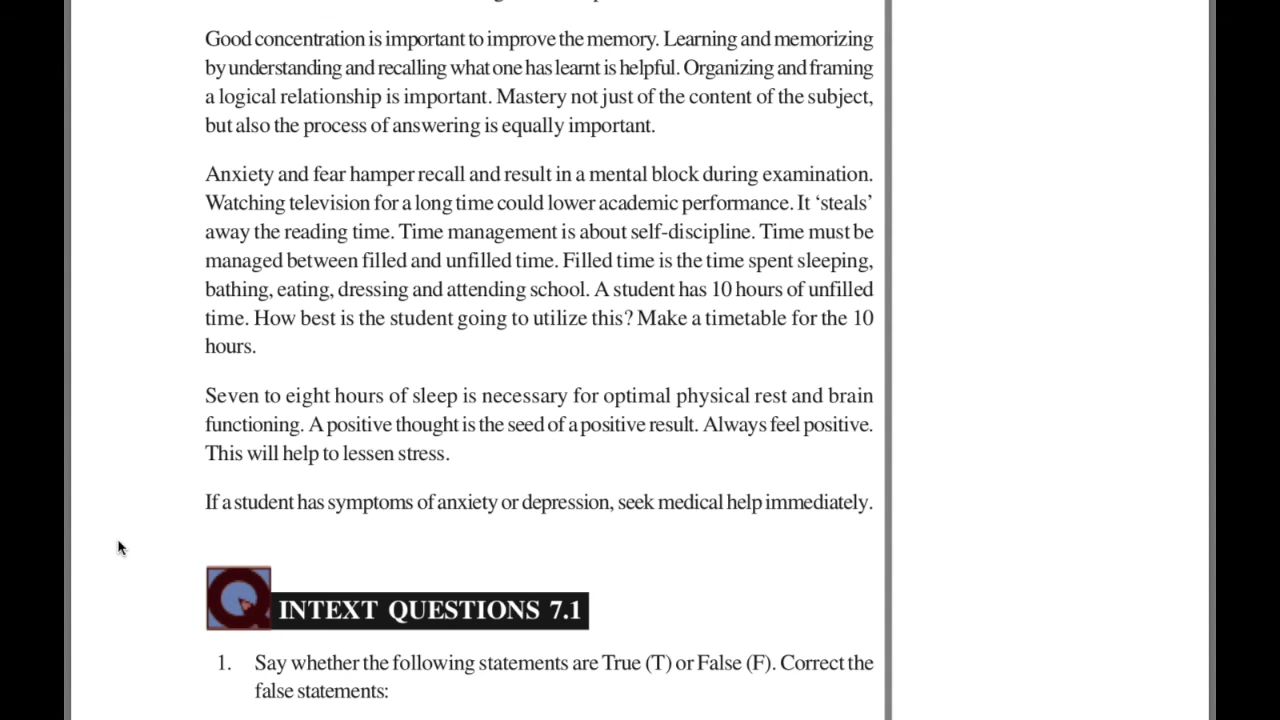 Good concentration is important to improve the memory. Learning and memorizing
by understanding and recalling what one has learnt is helpful. Organizing and framing
a logical relationship is important. Mastery not just of the content of the subject,
but also the process of answering is equally important.
Anxiety and fear hamper recall and result in a mental block during examination.
Watching television for a long time could lower academic performance. It ‘steals’
away the reading time. Time management is about self-discipline. Time must be
managed between filled and unfilled time. Filled time is the time spent sleeping,
bathing, eating, dressing and attending school. A student has 10 hours of unfilled
time. How best is the student going to utilize this? Make a timetable for the 10
hours.
Seven to eight hours of sleep is necessary for optimal physical rest and brain
functioning. A positive thought is the seed of a positive result. Always feel positive.
This will help to lessen stress.
If a student has symptoms of anxiety or depression, seek medical help immediately.
INTEXT QUESTIONS 7.1
1. Say whether the following statements are True (T) or False (F). Correct the
false statements: